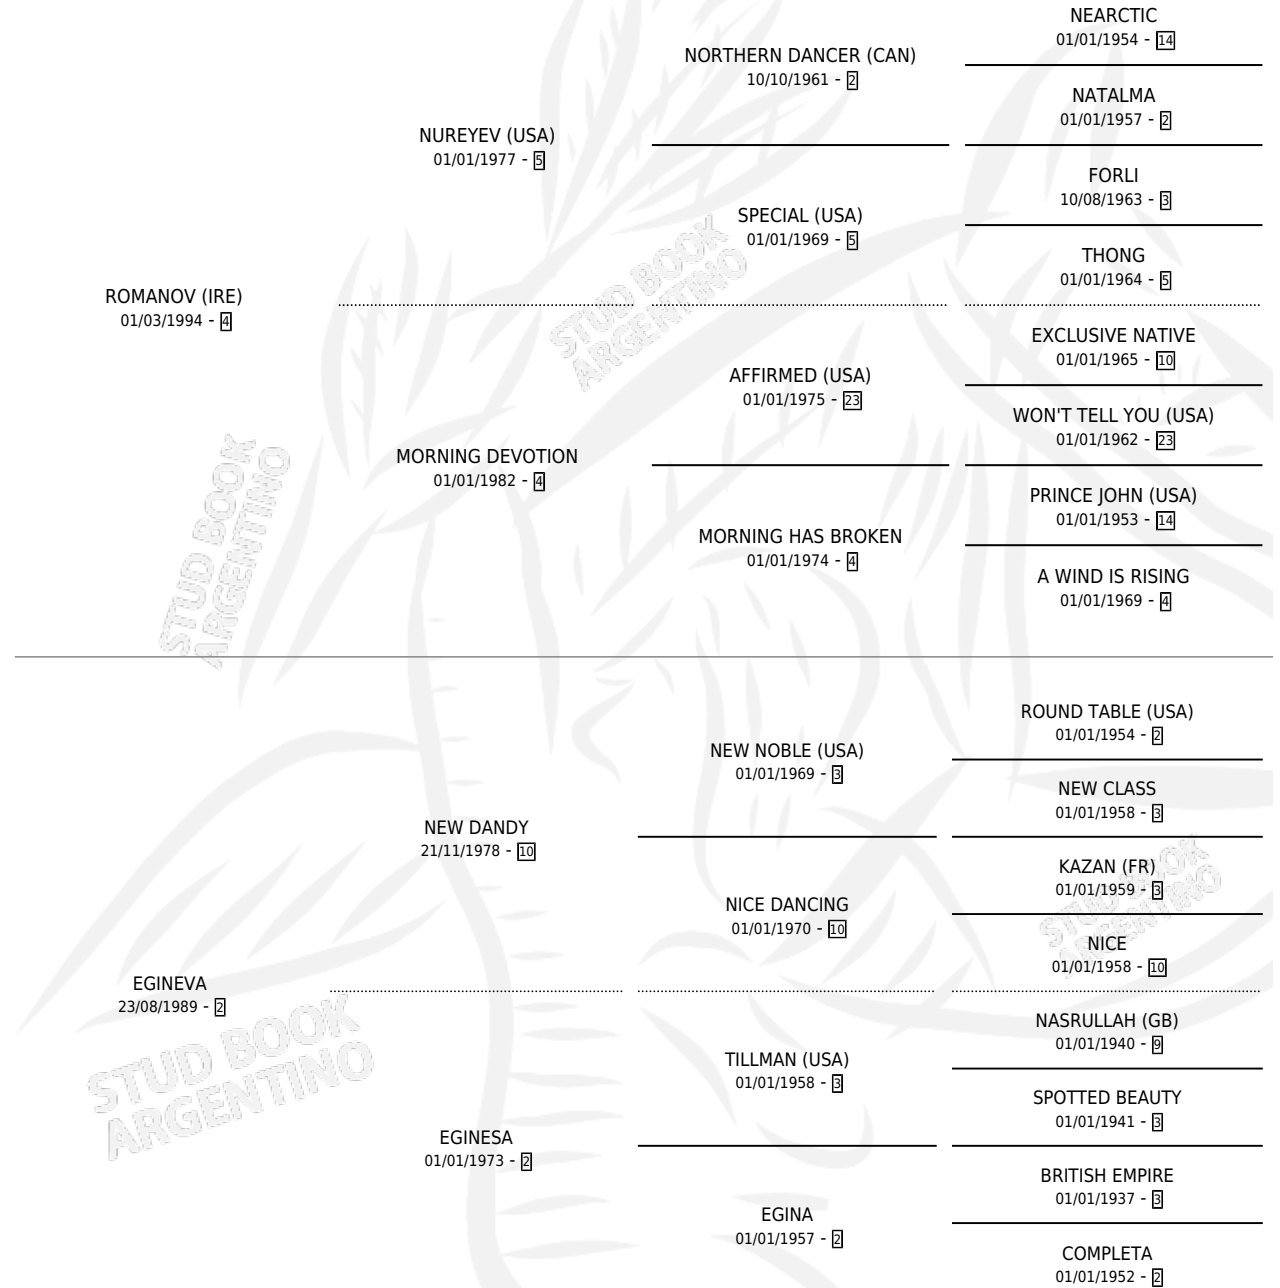 NEARCTIC
01/01/1954 - 14
NORTHERN DANCER (CAN)
10/10/1961 - 2
NATALMA
01/01/1957 - 2
NUREYEV (USA)
01/01/1977 - 5
FORLI
10/08/1963 - 3
SPECIAL (USA)
01/01/1969 - 5
THONG
01/01/1964 - 5
ROMANOV (IRE)
01/03/1994 - 4
EXCLUSIVE NATIVE
01/01/1965 - 10
AFFIRMED (USA)
01/01/1975 - 23
WON'T TELL YOU (USA)
01/01/1962 - 23
MORNING DEVOTION
01/01/1982 - 4
PRINCE JOHN (USA)
01/01/1953 - 14
MORNING HAS BROKEN
01/01/1974 - 4
A WIND IS RISING
01/01/1969 - 4
STUD BOOK
ARGENTINO
STUD BOOK
ARGENTINO
ROUND TABLE (USA)
01/01/1954 - 2
NEW NOBLE (USA)
01/01/1969 - 3
NEW CLASS
01/01/1958 - 3
NEW DANDY
21/11/1978 - 10
KAZAN (FR)
01/01/1959 - 3
NICE DANCING
01/01/1970 - 10
NICE
01/01/1958 - 10
EGINEVA
23/08/1989 - 2
NASRULLAH (GB)
01/01/1940 - 9
TILLMAN (USA)
01/01/1958 - 3
SPOTTED BEAUTY
01/01/1941 - 3
EGINESA
01/01/1973 - 2
BRITISH EMPIRE
01/01/1937 - 3
EGINA
01/01/1957 - 2
COMPLETA
01/01/1952 - 2
STUD BOOK
ARGENTINO
STUD BOOK
ARGENTINO